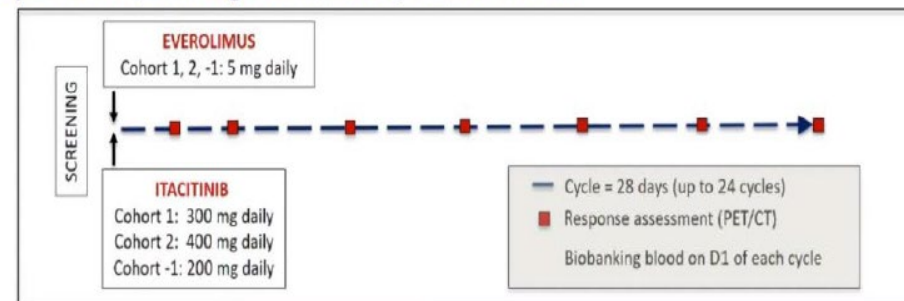 SCREENING
EVEROLIMUS
Cohort 1, 2, -1: 5 mg daily
ITACITINIB
Cohort 1: 300 mg daily
Cohort 2: 400 mg daily
Cohort -1: 200 mg daily
Cycle = 28 days (up to 24 cycles)
Response assessment (PET/CT)
Biobanking blood on D1 of each cycle